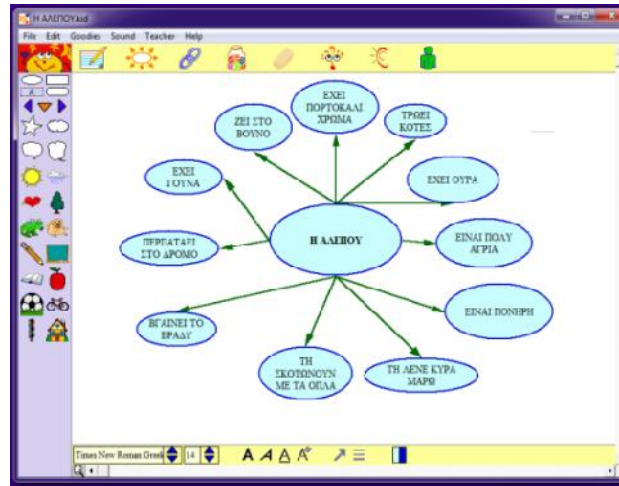 Η ΑΛΕΠΟΥ.kid
File Edit Goodies Sound Teacher Help
ΕΧΕΙ
ΠΟΡΤΟΚΑΛΙ
ΧΡΩΜΑ
ΖΕΙ ΣΤΟ
ΒΟΥΝΟ
ΤΡΩΕΙ
ΚΟΤΕΣ
ΕΧΕΙ
ΓΟΥΝΑ
ΕΧΕΙ ΟΥΡΑ
ΠΕΡΠΑΤΑΕΙ
ΣΤΟ ΔΡΟΜΟ
Η ΑΛΕΠΟΥ
ΕΙΝΑΙ ΠΟΛΥ
ΑΓΡΙΑ
ΒΓΑΙΝΕΙ ΤΟ
ΒΡΑΔΥ
ΕΙΝΑΙ ΠΟΝΗΡΗ
ΤΗ
ΣΚΟΤΩΝΟΥΝ
ΜΕ ΤΑ ΟΠΛΑ
ΤΗ ΛΕΝΕ ΚΥΡΑ
ΜΑΡΩ
Times New Roman Greek 14 A A A A